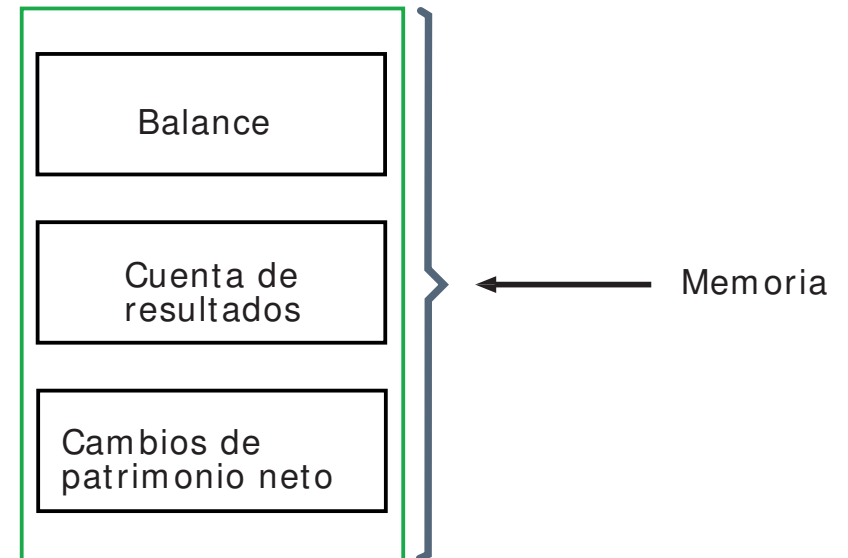 Balance
Cuenta de
resultados
Memoria
Cambios de
patrimonio neto